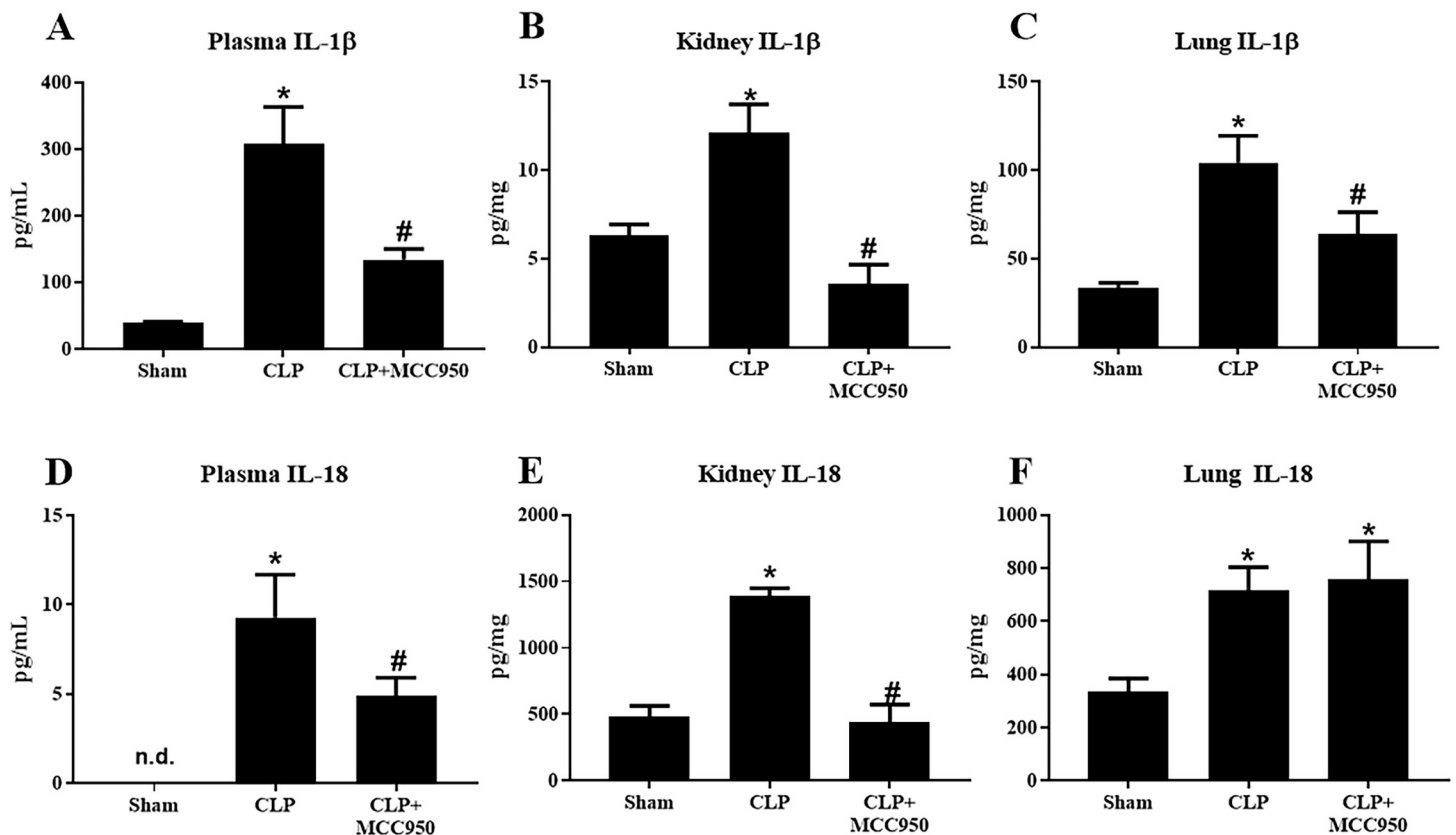 A
Plasma IL-1β
400
300
200
100
0
pg/mL
*
#
Sham
CLP
CLP+MCC950
B
Kidney IL-1β
15
10
5
0
pg/mg
*
#
Sham
CLP
CLP+
MCC950
C
Lung IL-1β
150
100
50
0
pg/mg
*
#
Sham
CLP
CLP+
MCC950
D
Plasma IL-18
15
10
5
0
pg/mL
n.d.
*
#
Sham
CLP
CLP+
MCC950
E
Kidney IL-18
2000
1500
1000
500
0
pg/mg
*
#
Sham
CLP
CLP+
MCC950
F
Lung IL-18
1000
800
600
400
200
0
pg/mg
*
*
Sham
CLP
CLP+
MCC950